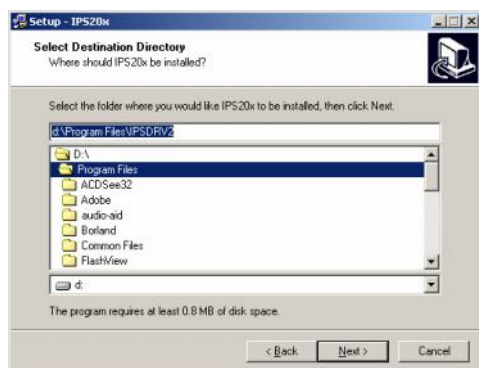 Setup - IPS20x
Select Destination Directory
Where should IPS20x be installed?
Select the folder where you would like IPS20x to be installed, then click Next.
d:\Program Files\IPSDRV2
D:\
Program Files
ACDSee32
Adobe
audio-aid
Borland
Common Files
FlashView
d:
The program requires at least 0.8 MB of disk space.
< Back
Next >
Cancel